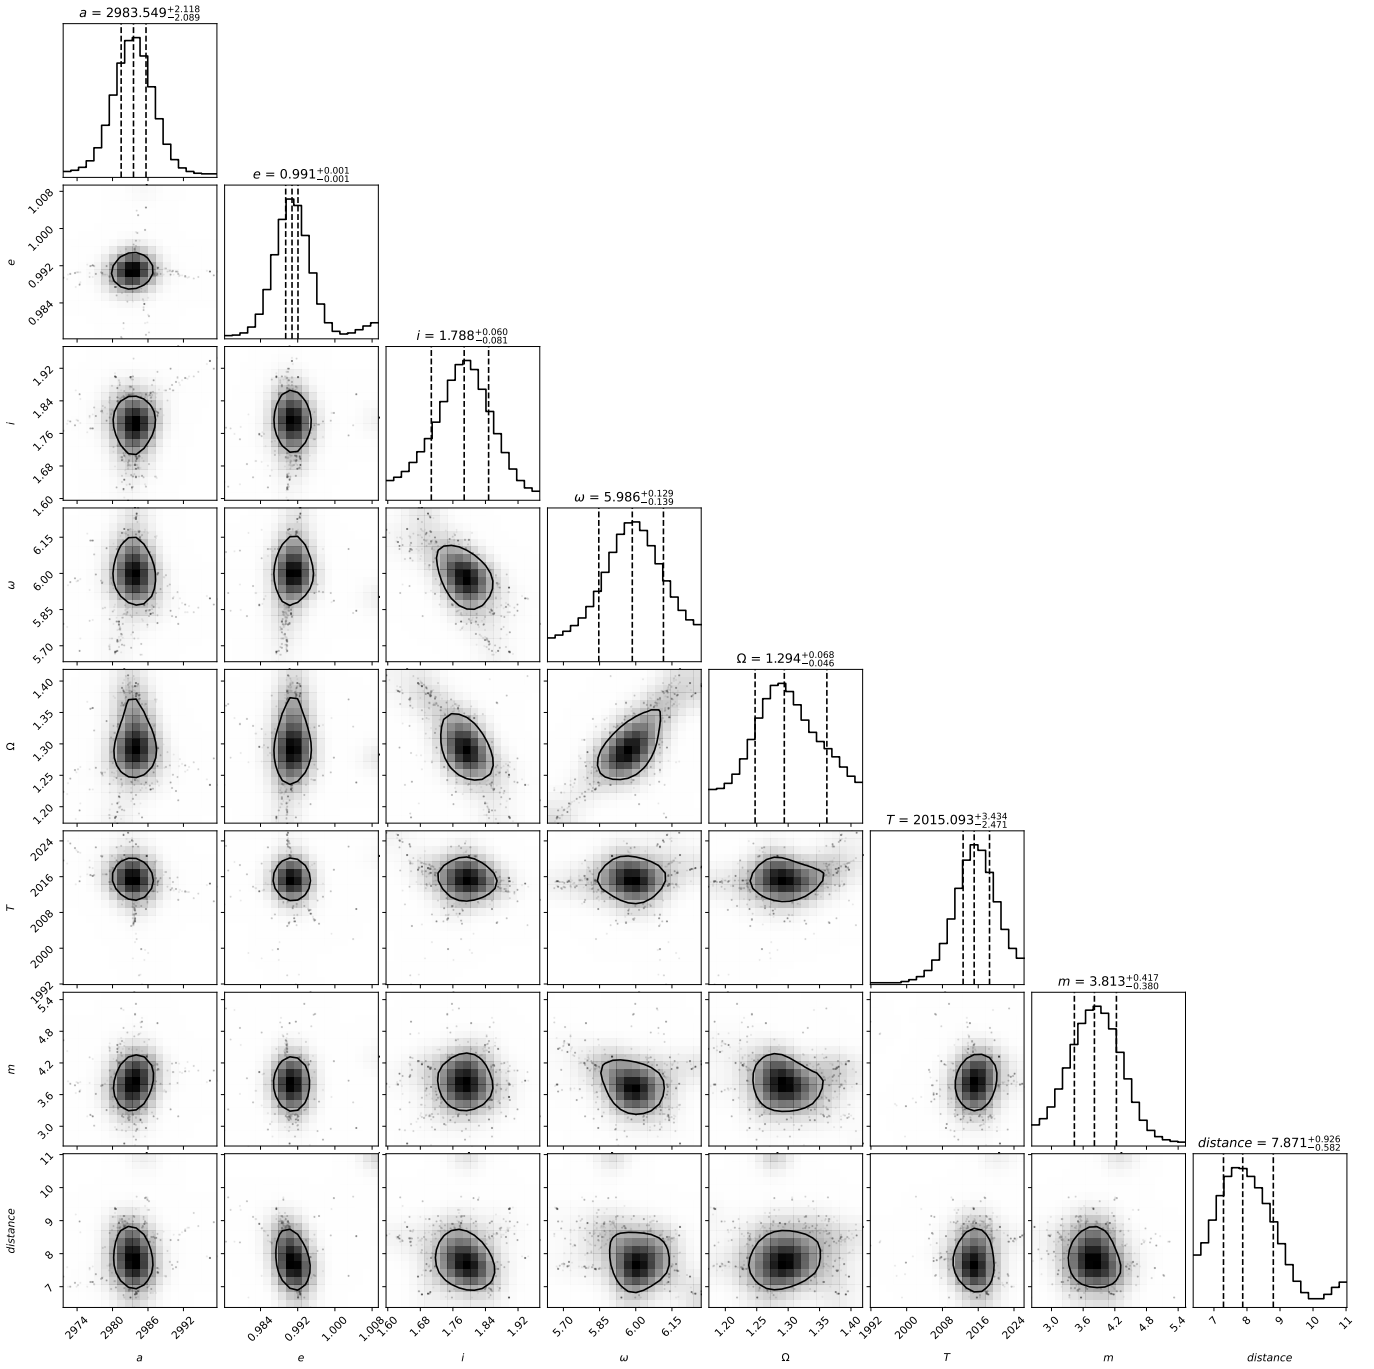 a = 2983.549+2.118−2.089
e = 0.991+0.001−0.001
1.008
1.000
0.992
0.984
e
i = 1.788+0.060−0.081
1.92
1.84
1.76
1.68
1.60
i
ω = 5.986+0.129−0.139
6.15
6.00
5.85
5.70
ω
Ω = 1.294+0.068−0.046
1.40
1.35
1.30
1.25
1.20
Ω
T = 2015.093+3.434−2.471
2024
2016
2008
2000
1992
T
m = 3.813+0.417−0.380
5.4
4.8
4.2
3.6
3.0
m
distance = 7.871+0.926−0.582
11
10
9
8
7
distance
2974 2980 2986 2992 0.984 0.992 1.000 1.008 1.60 1.68 1.76 1.84 1.92 5.70 5.85 6.00 6.15 1.20 1.25 1.30 1.35 1.40 1992 2000 2008 2016 2024 3.0 3.6 4.2 4.8 5.4 7 8 9 10 11
a e i ω Ω T m distance